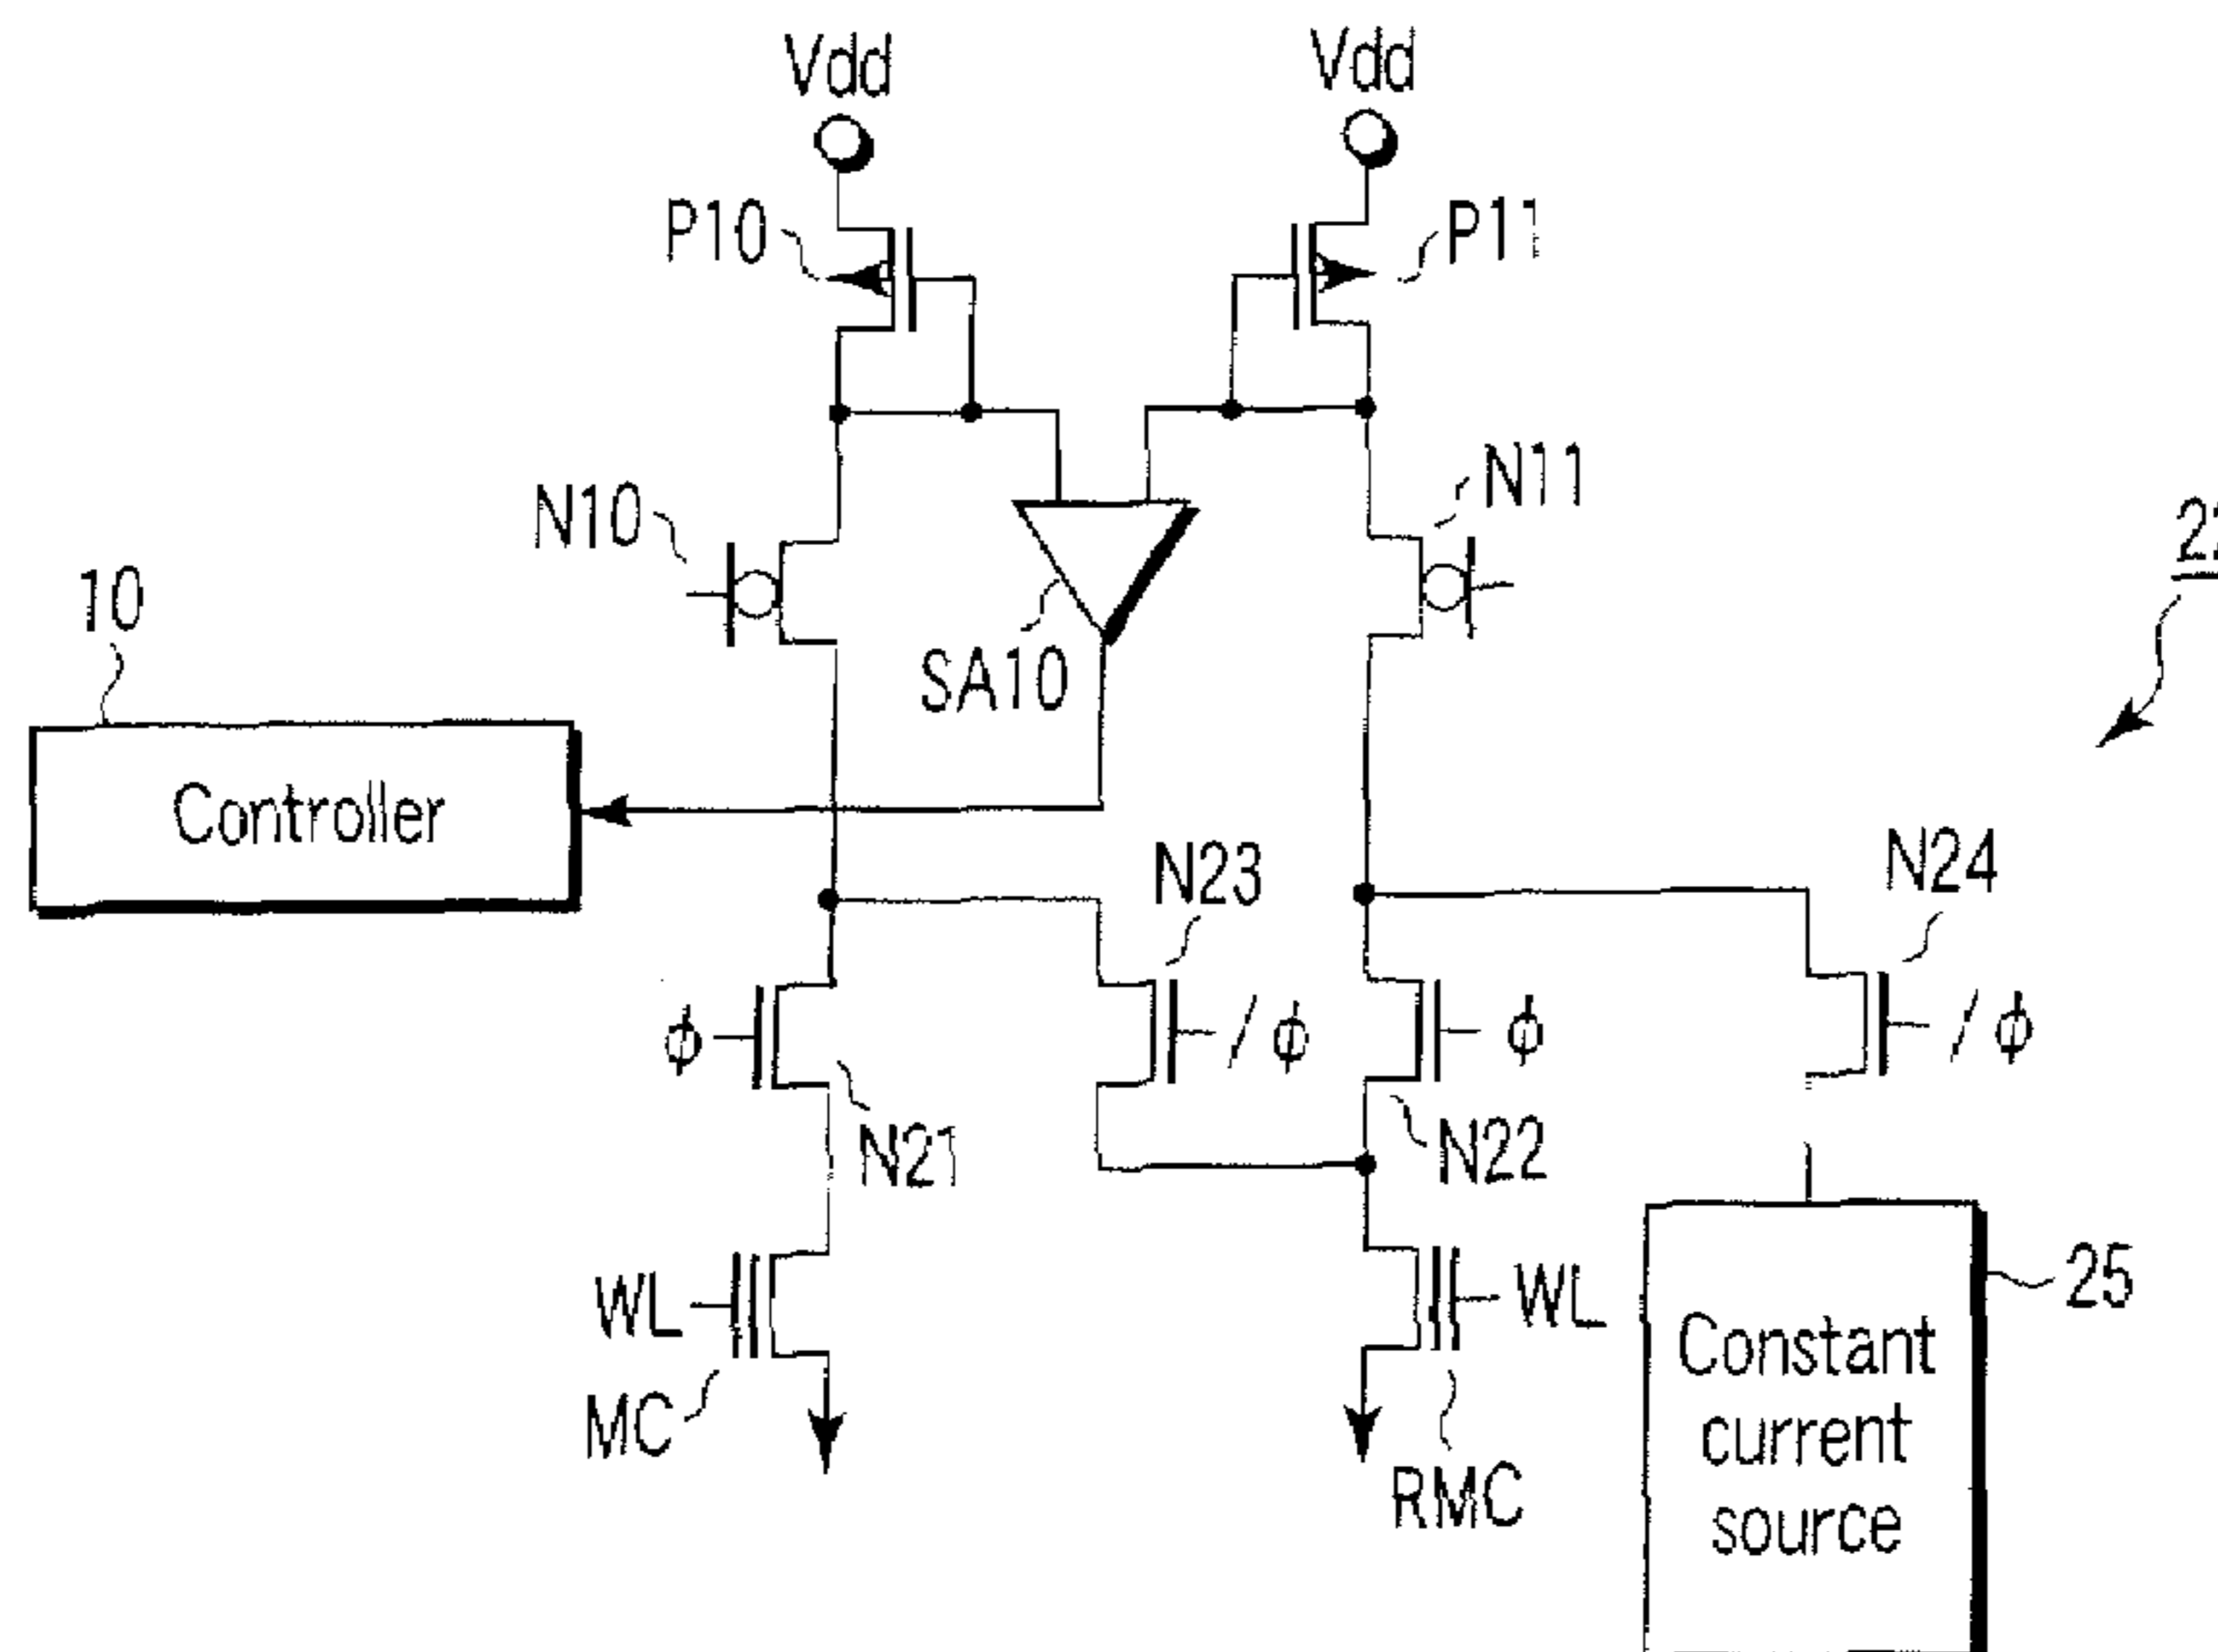 Vdd
Vdd
P10
P11
N10
N11
10
SA10
Controller
N23
N24
ϕ
/ϕ
ϕ
/ϕ
N21
N22
WL
WL
25
MC
RMC
Constant
current
source